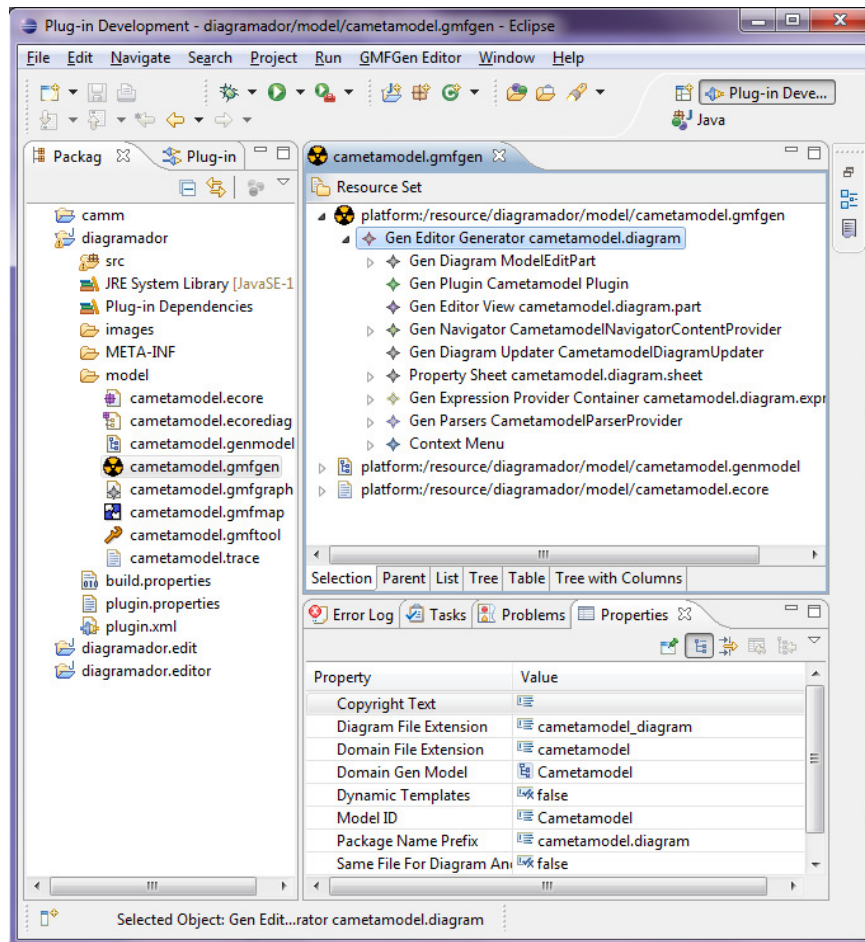 Plug-in Development - diagramador/model/cametamodel.gmfgen - Eclipse
File Edit Navigate Search Project Run GMFGen Editor Window Help
Plug-in Deve...
Java
Packag
Plug-in
camm
diagramador
src
JRE System Library [JavaSE-1
Plug-in Dependencies
images
META-INF
model
cametamodel.ecore
cametamodel.ecorediag
cametamodel.genmodel
cametamodel.gmfgen
cametamodel.gmfgraph
cametamodel.gmfmap
cametamodel.gmftool
cametamodel.trace
build.properties
plugin.properties
plugin.xml
diagramador.edit
diagramador.editor
cametamodel.gmfgen
Resource Set
platform:/resource/diagramador/model/cametamodel.gmfgen
Gen Editor Generator cametamodel.diagram
Gen Diagram ModelEditPart
Gen Plugin Cametamodel Plugin
Gen Editor View cametamodel.diagram.part
Gen Navigator CametamodelNavigatorContentProvider
Gen Diagram Updater CametamodelDiagramUpdater
Property Sheet cametamodel.diagram.sheet
Gen Expression Provider Container cametamodel.diagram.expr
Gen Parsers CametamodelParserProvider
Context Menu
platform:/resource/diagramador/model/cametamodel.genmodel
platform:/resource/diagramador/model/cametamodel.ecore
Selection Parent List Tree Table Tree with Columns
Error Log Tasks Problems Properties
Property Value
Copyright Text
Diagram File Extension cametamodel_diagram
Domain File Extension cametamodel
Domain Gen Model Cametamodel
Dynamic Templates false
Model ID Cametamodel
Package Name Prefix cametamodel.diagram
Same File For Diagram An false
Selected Object: Gen Edit...rator cametamodel.diagram